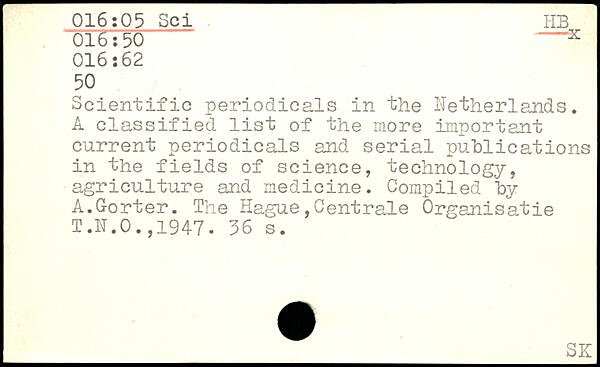 016:05 Sci HB
x
016:50
016:62
50
Scientific periodicals in the Netherlands.
A classified list of the more important
current periodicals and serial publications
in the fields of science, technology,
agriculture and medicine. Compiled by
A.Gorter. The Hague,Centrale Organisatie
T.N.O.,1947. 36 s.
SK